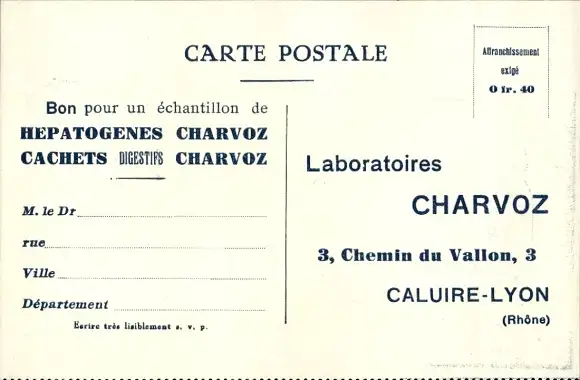 CARTE POSTALE
Affranchissement
exigé
0 fr. 40
Bon pour un échantillon de
HEPATOGENES CHARVOZ
CACHETS DIGESTIFS CHARVOZ
M. le Dr
rue
Ville
Département
Ecrire très lisiblement s. v. p.
Laboratoires
CHARVOZ
3, Chemin du Vallon, 3
CALUIRE-LYON
(Rhône)